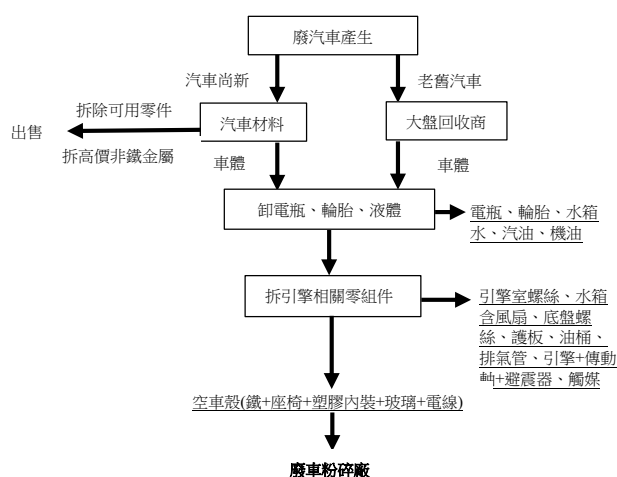 廢汽車產生
汽車尚新
老舊汽車
拆除可用零件
出售
汽車材料
大盤回收商
拆高價非鐵金屬
車體
車體
卸電瓶、輪胎、液體
電瓶、輪胎、水箱
水、汽油、機油
拆引擎相關零組件
引擎室螺絲、水箱
含風扇、底盤螺
絲、護板、油桶、
排氣管、引擎+傳動
軸+避震器、觸媒
空車殼(鐵+座椅+塑膠內裝+玻璃+電線)
廢車粉碎廠